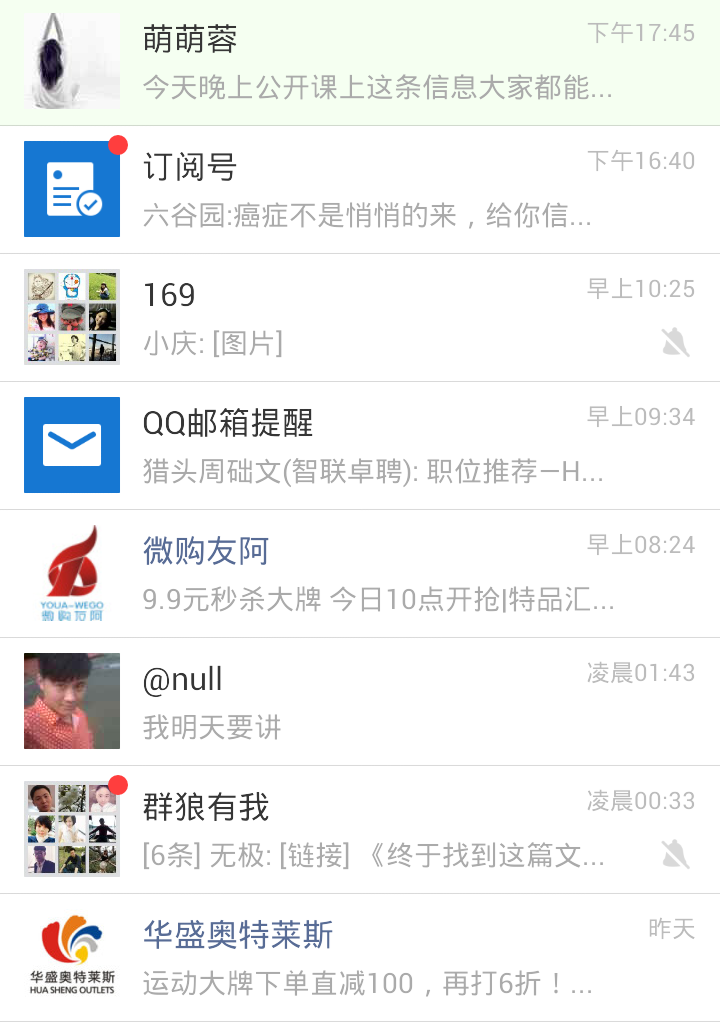 萌萌蓉
下午17:45
今天晚上公开课上这条信息大家都能...
订阅号
下午16:40
六谷园:癌症不是悄悄的来，给你信...
169
早上10:25
小庆: [图片]
QQ邮箱提醒
早上09:34
猎头周础文(智联卓聘): 职位推荐—H...
微购友阿
早上08:24
YOUA-WEGO
微购友阿
9.9元秒杀大牌 今日10点开抢|特品汇...
@null
凌晨01:43
我明天要讲
群狼有我
凌晨00:33
[6条] 无极: [链接] 《终于找到这篇文...
华盛奥特莱斯
昨天
华盛奥特莱斯
HUA SHENG OUTLETS
运动大牌下单直减100，再打6折！...